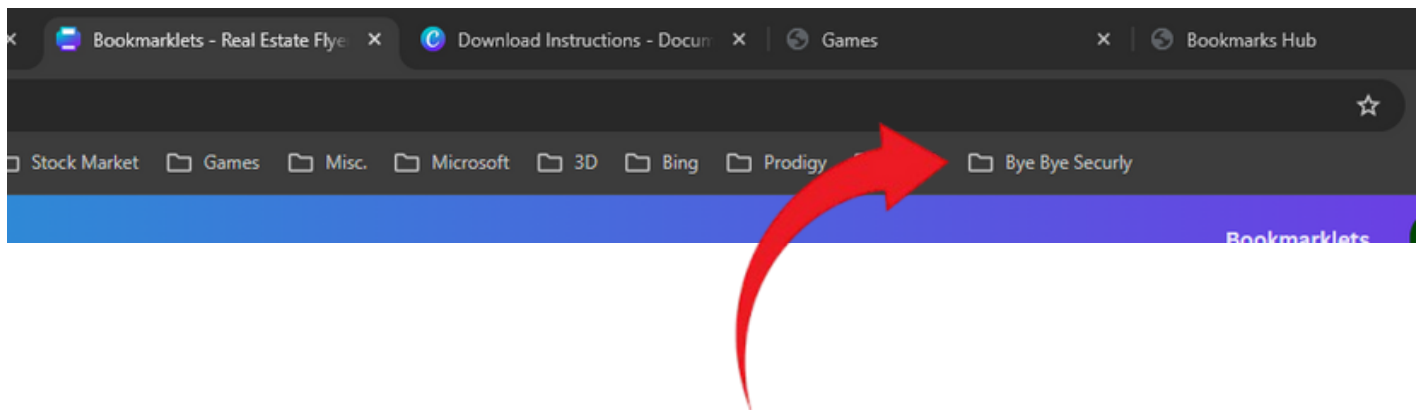 Bookmarklets - Real Estate Flye Download Instructions - Docum Games Bookmarks Hub
Stock Market Games Misc. Microsoft 3D Bing Prodigy Bye Bye Securly
Bookmarklets